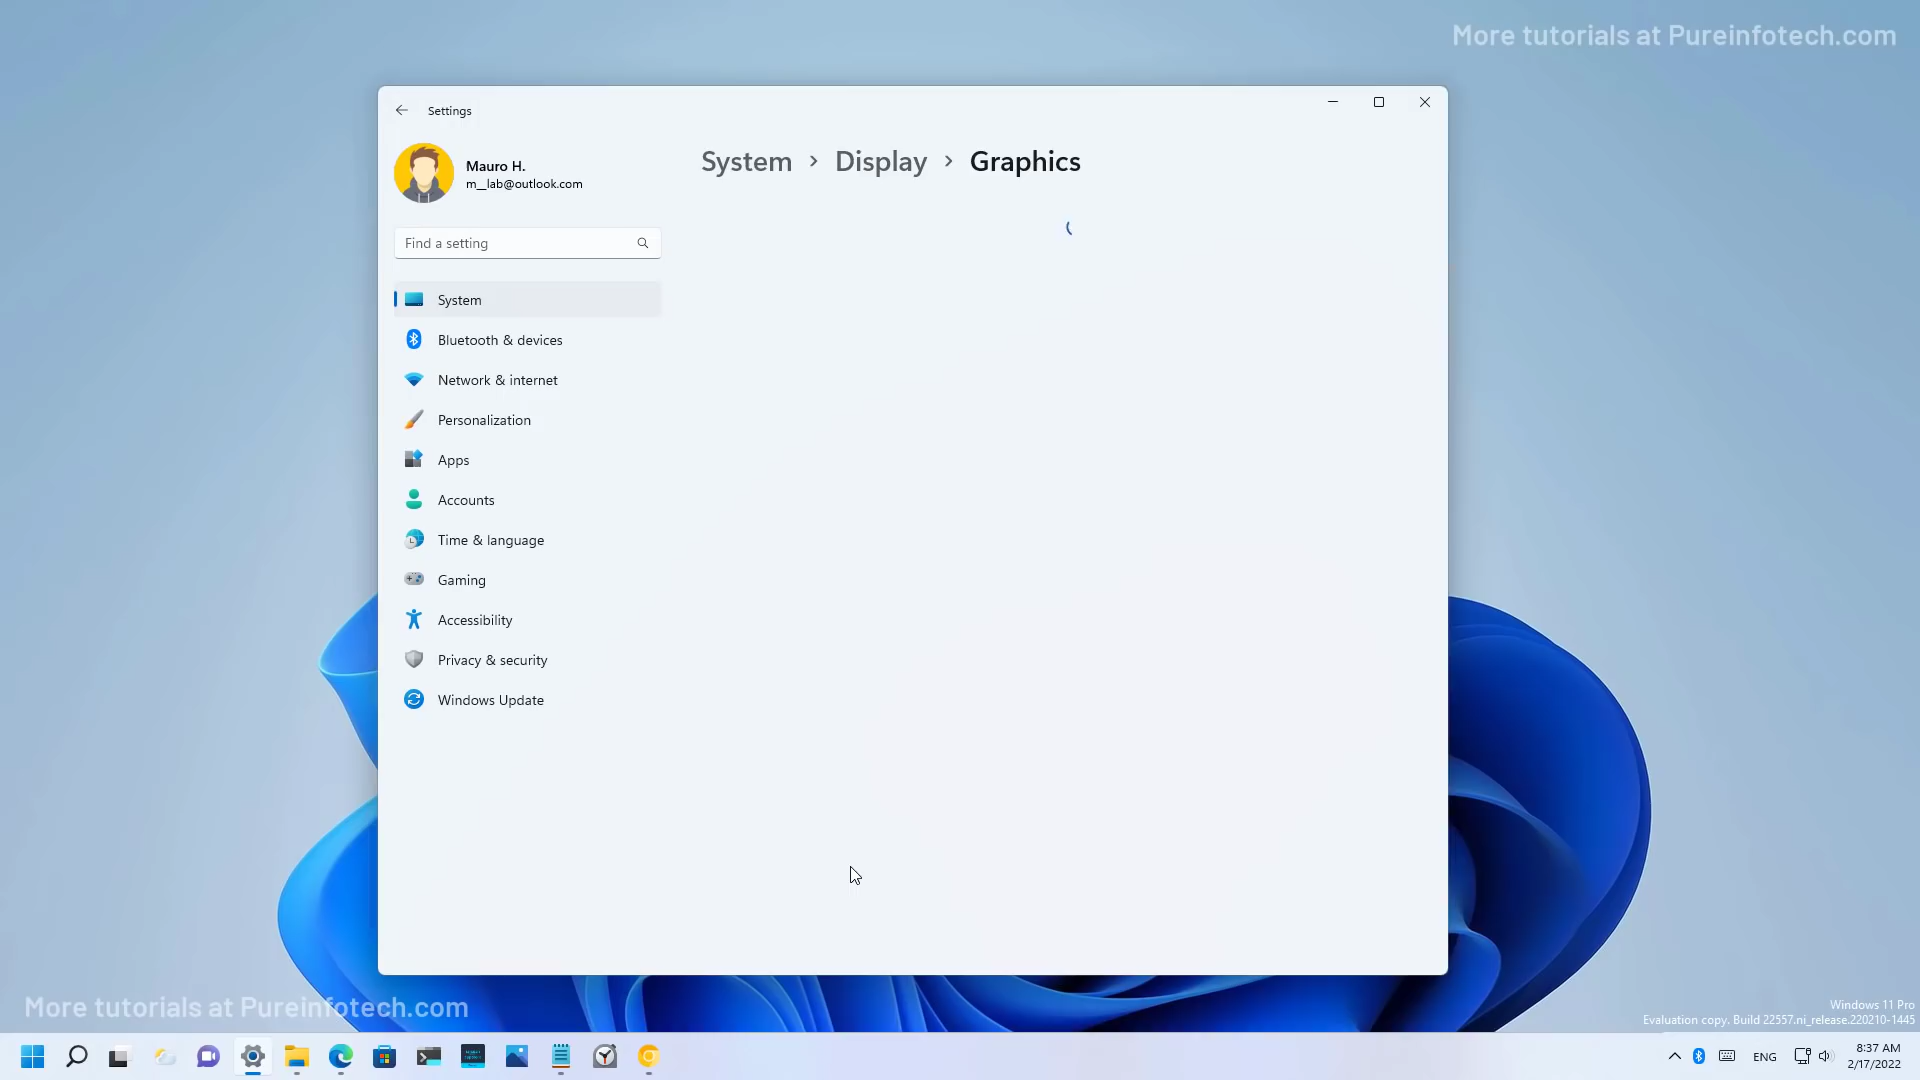 More tutorials at Pureinfotech.com
Settings
Mauro H.
m__lab@outlook.com
System > Display > Graphics
Find a setting
System
Bluetooth & devices
Network & internet
Personalization
Apps
Accounts
Time & language
Gaming
Accessibility
Privacy & security
Windows Update
More tutorials at Pureinfotech.com
Windows 11 Pro
Evaluation copy. Build 22557.ni_release.220210-1445
ENG
8:37 AM
2/17/2022